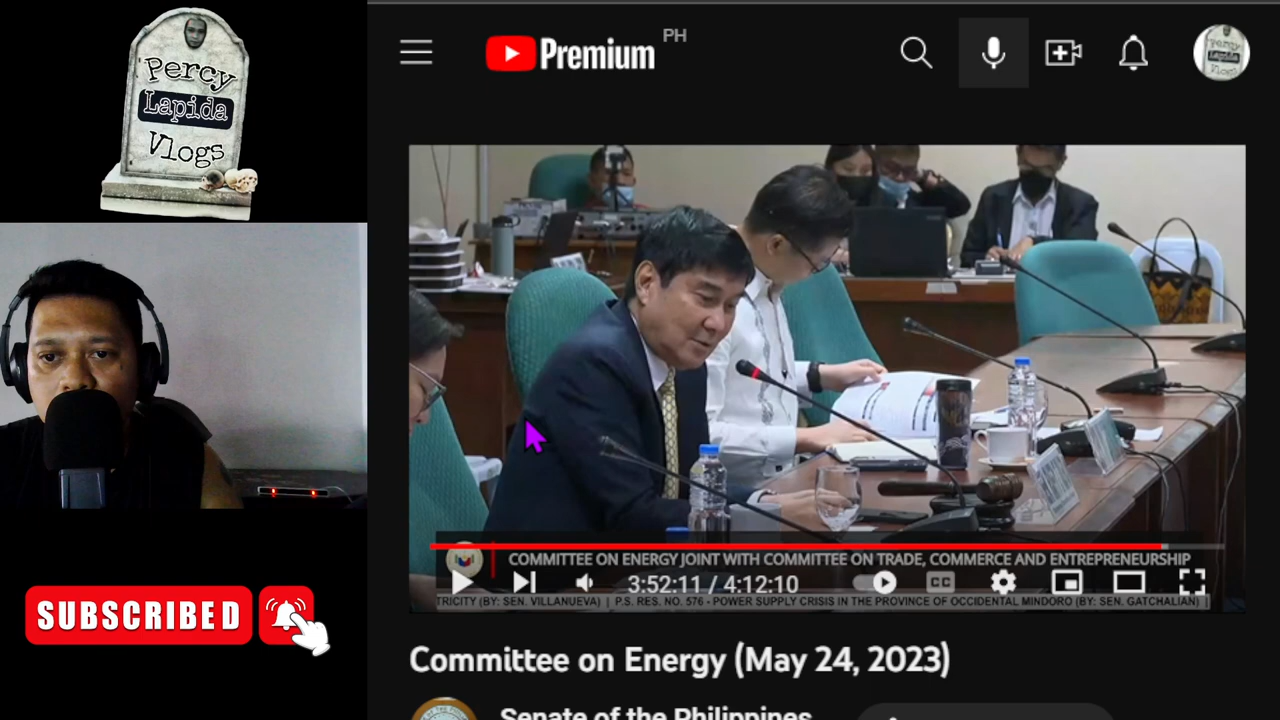 Percy
Lapida
Vlogs
SUBSCRIBED
Premium
PH
COMMITTEE ON ENERGY JOINT WITH COMMITTEE ON TRADE, COMMERCE AND ENTREPRENEURSHIP
3:52:11 / 4:12:10
CC
TRICITY (BY: SEN. VILLANUEVA) | P.S. RES. NO. 576 - POWER SUPPLY CRISIS IN THE PROVINCE OF OCCIDENTAL MINDORO (BY: SEN. GATCHALIAN) |
Committee on Energy (May 24, 2023)
Senate of the Philippines